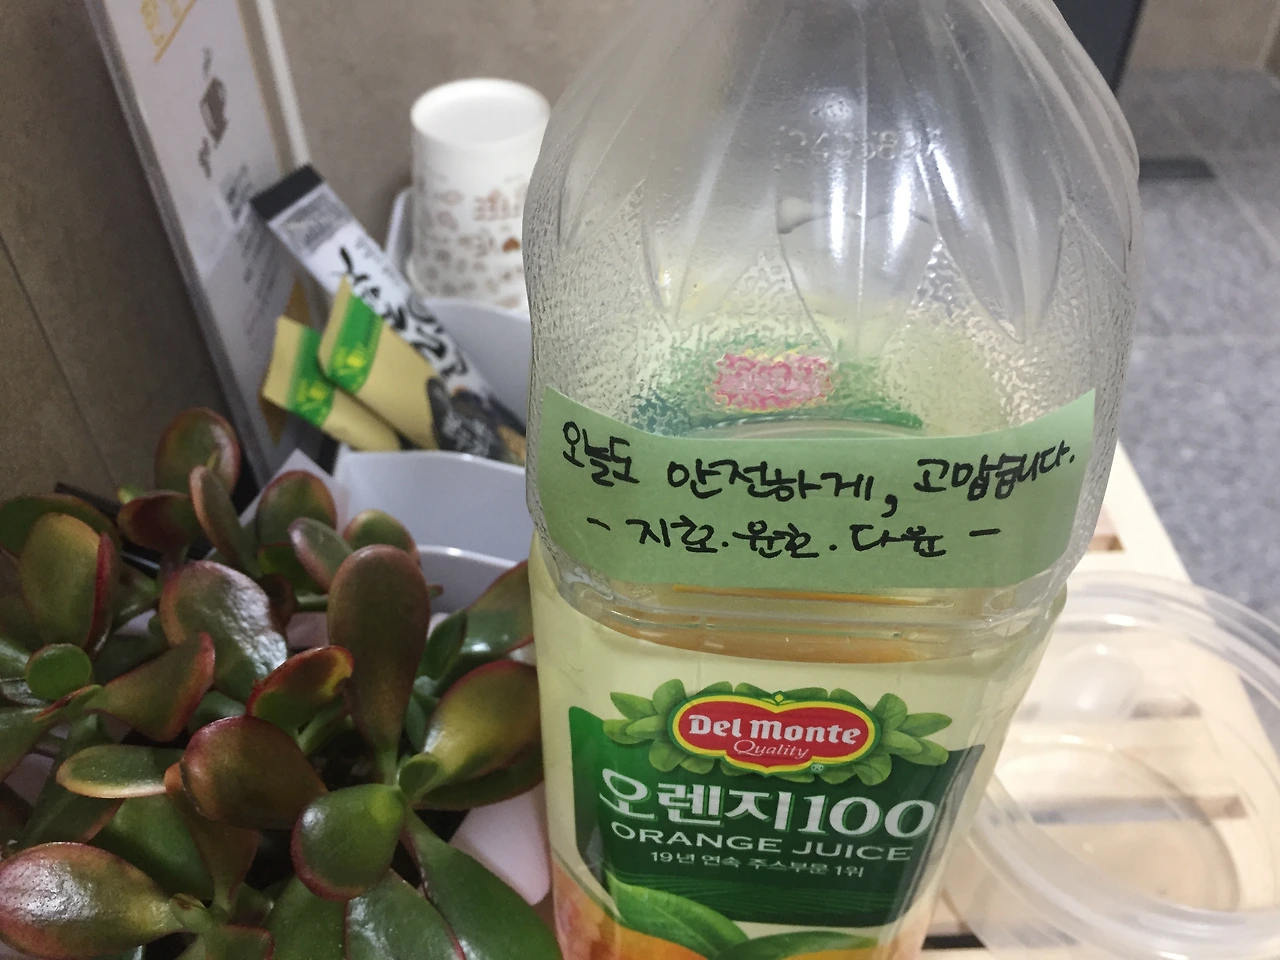 오늘도 안전하게, 고맙습니다.
- 지호.윤호.다윤 -
Del Monte
Quality
오렌지100
ORANGE JUICE
19년 연속 주스부문 1위